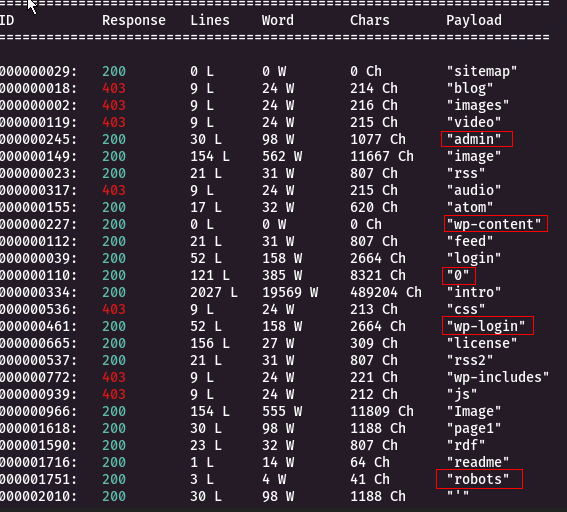 ==================================================================
ID Response Lines Word Chars Payload
==================================================================
000000029: 200 0 L 0 W 0 Ch "sitemap"
000000018: 403 9 L 24 W 214 Ch "blog"
000000002: 403 9 L 24 W 216 Ch "images"
000000119: 403 9 L 24 W 215 Ch "video"
000000245: 200 30 L 98 W 1077 Ch "admin"
000000149: 200 154 L 562 W 11667 Ch "image"
000000023: 200 21 L 31 W 807 Ch "rss"
000000317: 403 9 L 24 W 215 Ch "audio"
000000155: 200 17 L 32 W 620 Ch "atom"
000000227: 200 0 L 0 W 0 Ch "wp-content"
000000112: 200 21 L 31 W 807 Ch "feed"
000000039: 200 52 L 158 W 2664 Ch "login"
000000110: 200 121 L 385 W 8321 Ch "0"
000000334: 200 2027 L 19569 W 489204 Ch "intro"
000000536: 403 9 L 24 W 213 Ch "css"
000000461: 200 52 L 158 W 2664 Ch "wp-login"
000000665: 200 156 L 27 W 309 Ch "license"
000000537: 200 21 L 31 W 807 Ch "rss2"
000000772: 403 9 L 24 W 221 Ch "wp-includes"
000000939: 403 9 L 24 W 212 Ch "js"
000000966: 200 154 L 555 W 11809 Ch "Image"
000001618: 200 30 L 98 W 1188 Ch "page1"
000001590: 200 23 L 32 W 807 Ch "rdf"
000001716: 200 1 L 14 W 64 Ch "readme"
000001751: 200 3 L 4 W 41 Ch "robots"
000002010: 200 30 L 98 W 1188 Ch "'"